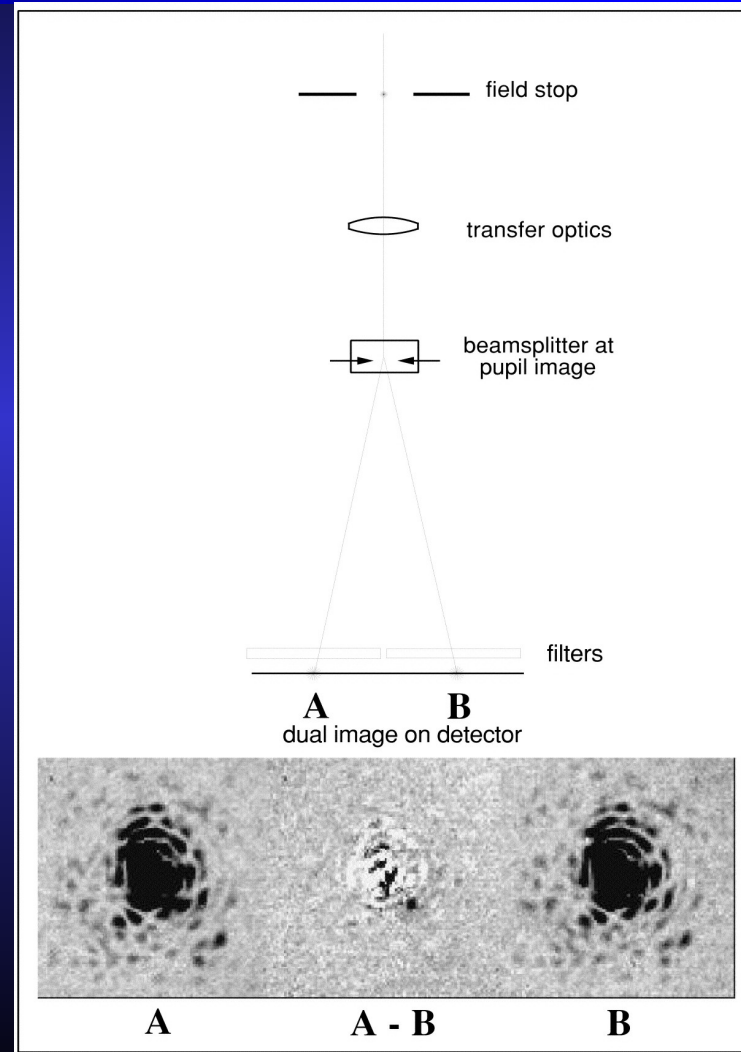 field stop
transfer optics
beamsplitter at
pupil image
filters
A B
dual image on detector
A A - B B